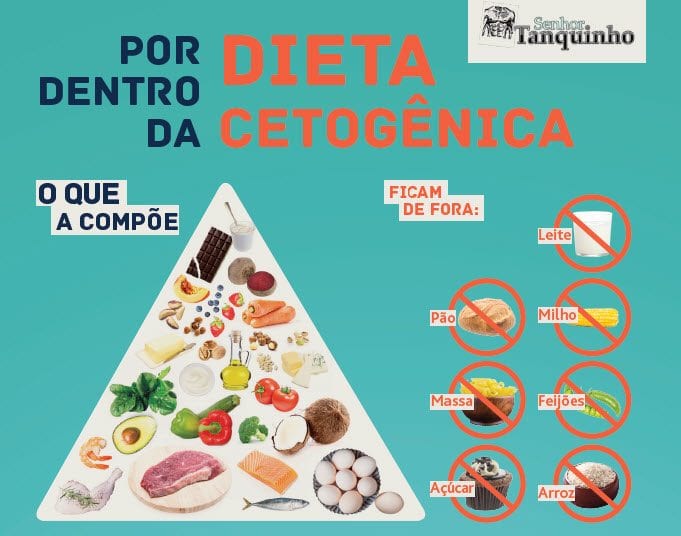 Senhor
Tanquinho
POR
DENTRO
DA
DIETA
CETOGÊNICA
O QUE
A COMPÕE
FICAM
DE FORA:
Leite
Pão
Milho
Massa
Feijões
Açúcar
Arroz